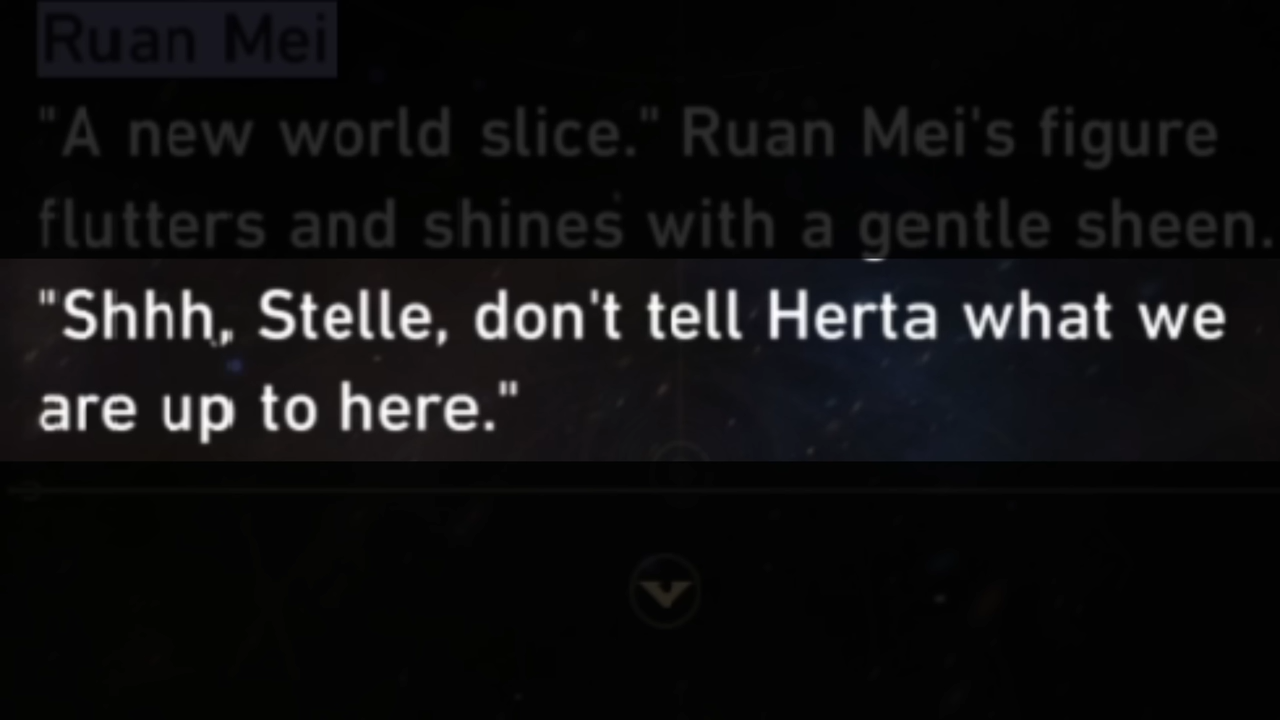 Ruan Mei
"A new world slice." Ruan Mei's figure
flutters and shines with a gentle sheen.
"Shhh, Stelle, don't tell Herta what we
are up to here."